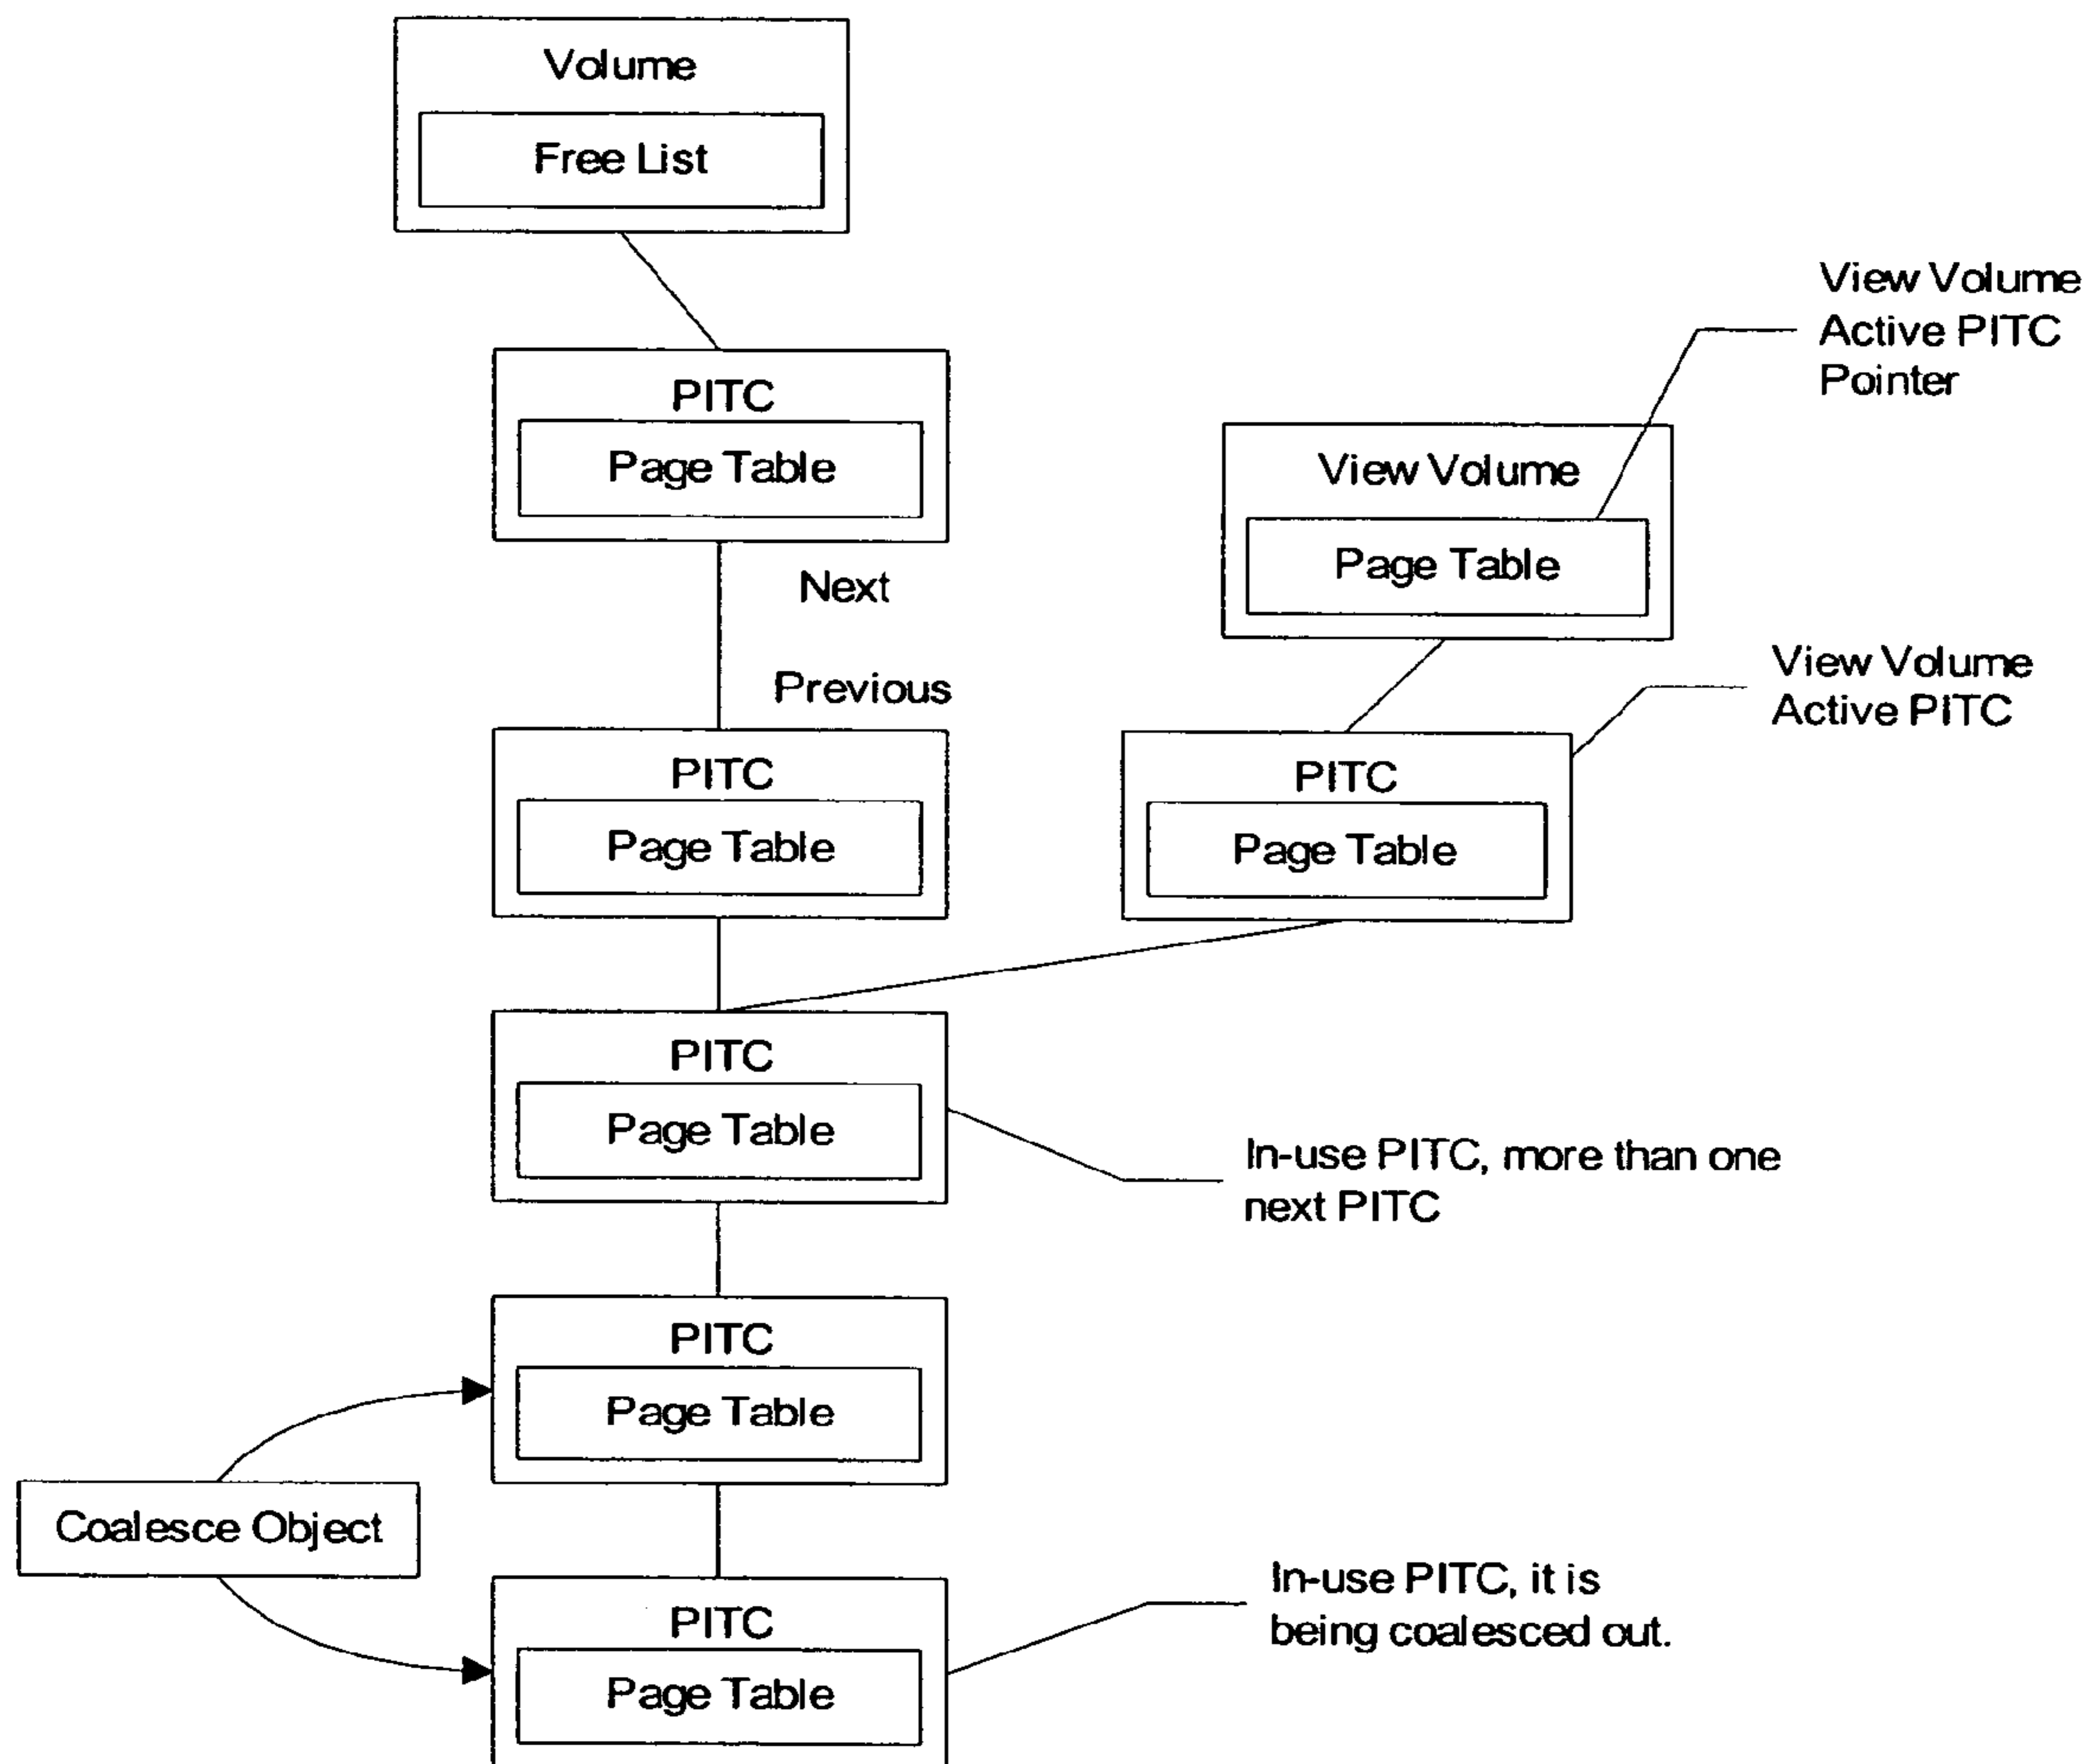 Volume
Free List
View Volume
Active PITC
Pointer
PITC
Page Table
View Volume
Page Table
Next
Previous
View Volume
Active PITC
PITC
Page Table
PITC
Page Table
PITC
Page Table
In-use PITC, more than one
next PITC
PITC
Page Table
Coalesce Object
In-use PITC, it is
being coalesced out.
PITC
Page Table